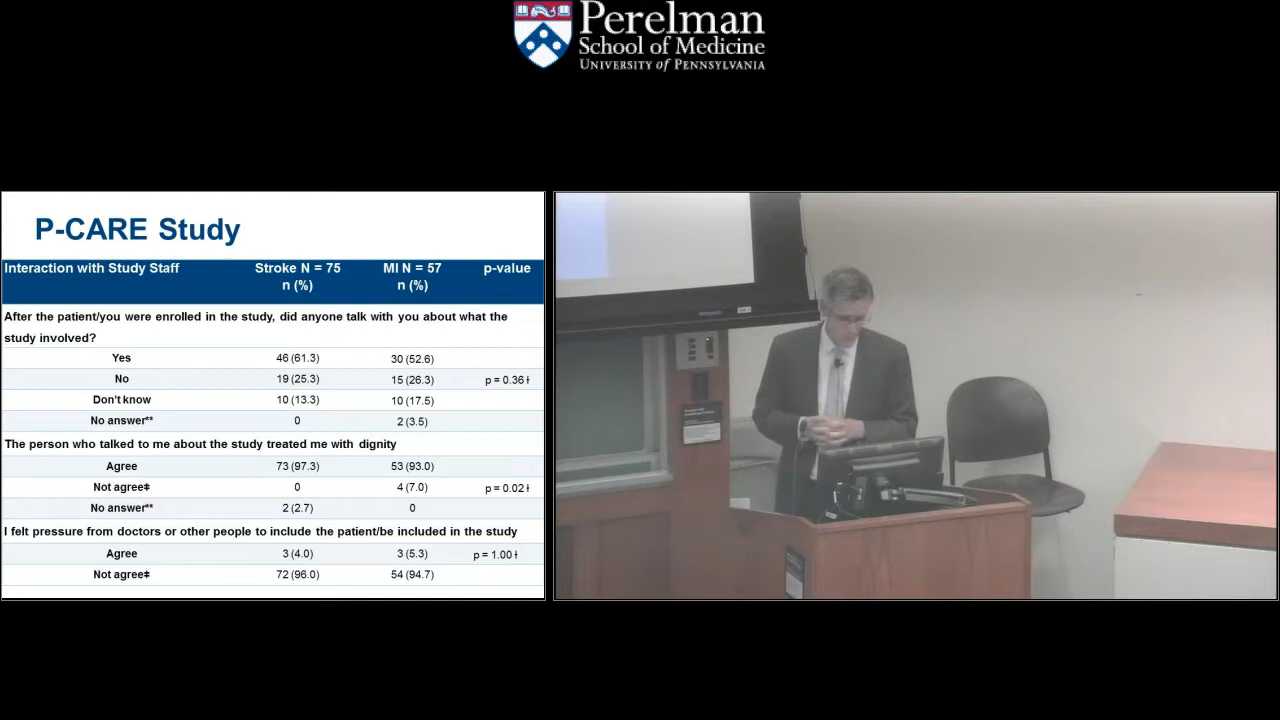 Perelman
School of Medicine
UNIVERSITY of PENNSYLVANIA
P-CARE Study
Interaction with Study Staff Stroke N = 75 MI N = 57 p-value
n (%) n (%)
After the patient/you were enrolled in the study, did anyone talk with you about what the
study involved?
Yes 46 (61.3) 30 (52.6)
No 19 (25.3) 15 (26.3) p = 0.36ƚ
Don't know 10 (13.3) 10 (17.5)
No answer** 0 2 (3.5)
The person who talked to me about the study treated me with dignity
Agree 73 (97.3) 53 (93.0)
Not agreeǂ 0 4 (7.0) p = 0.02ƚ
No answer** 2 (2.7) 0
I felt pressure from doctors or other people to include the patient/be included in the study
Agree 3 (4.0) 3 (5.3) p = 1.00ƚ
Not agreeǂ 72 (96.0) 54 (94.7)